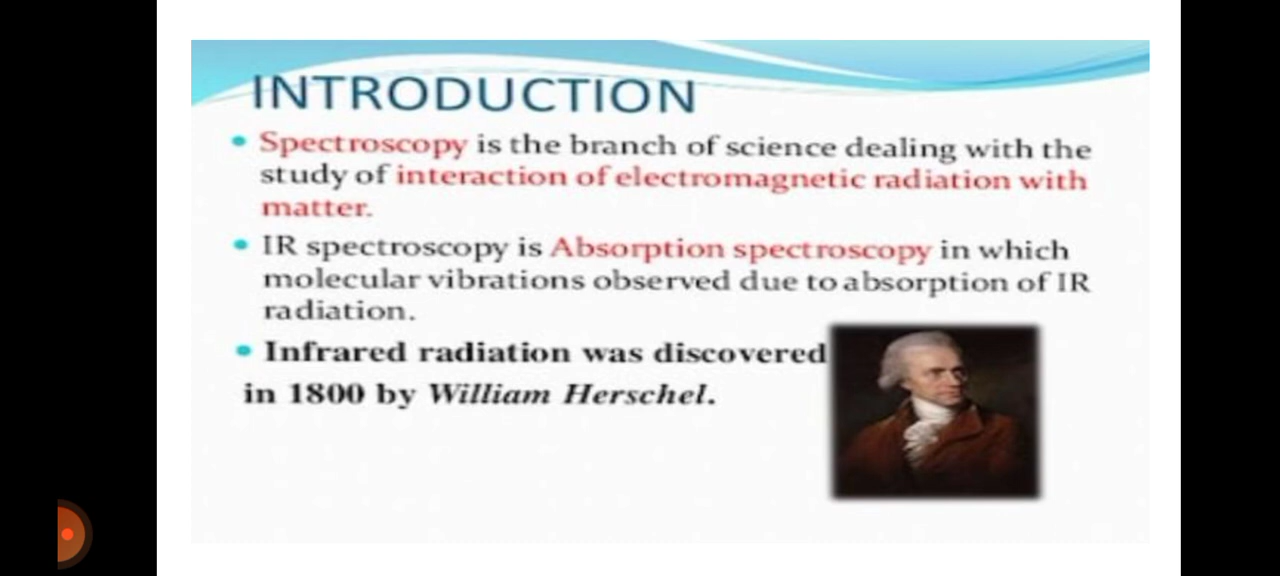 INTRODUCTION
Spectroscopy is the branch of science dealing with the
study of interaction of electromagnetic radiation with
matter.
IR spectroscopy is Absorption spectroscopy in which
molecular vibrations observed due to absorption of IR
radiation.
Infrared radiation was discovered
in 1800 by William Herschel.